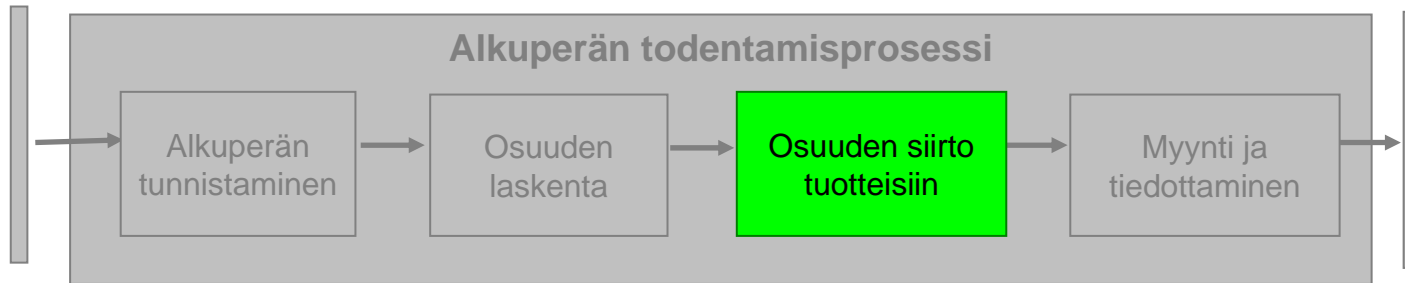 Alkuperän todentamisprosessi
Alkuperän
tunnistaminen
Osuuden
laskenta
Osuuden siirto
tuotteisiin
Myynti ja
tiedottaminen